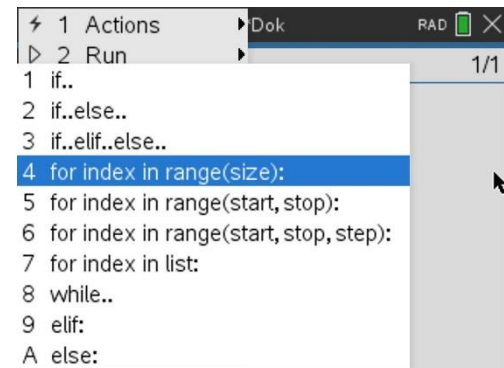 1 Actions
Dok
RAD
2 Run
1/1
1 if..
2 if..else..
3 if..elif..else..
4 for index in range(size):
5 for index in range(start,stop):
6 for index in range(start,stop,step):
7 for index in list:
8 while..
9 elif:
A else: